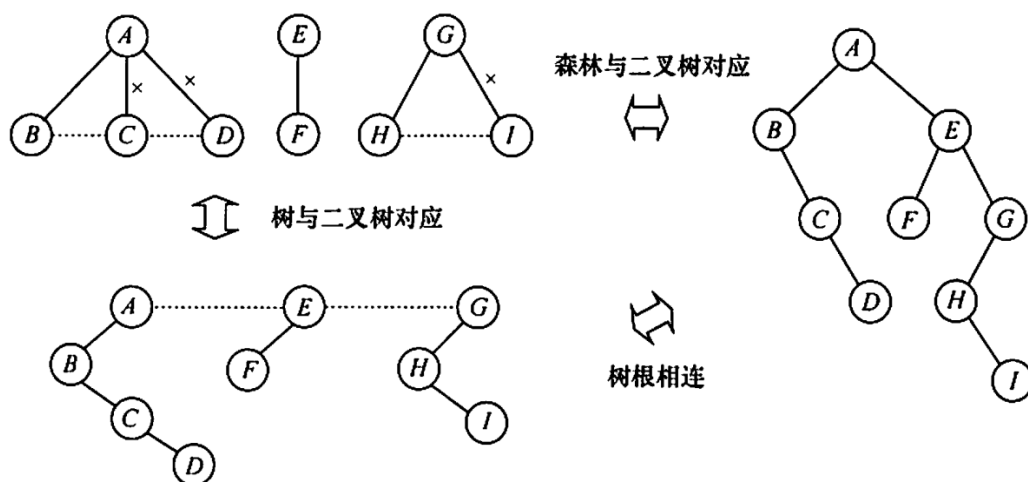 A E G
× × ×
B C D F H I
森林与二叉树对应
A
B E
C F G
D H
I
树与二叉树对应
A E G
B F H
C I
D
树根相连